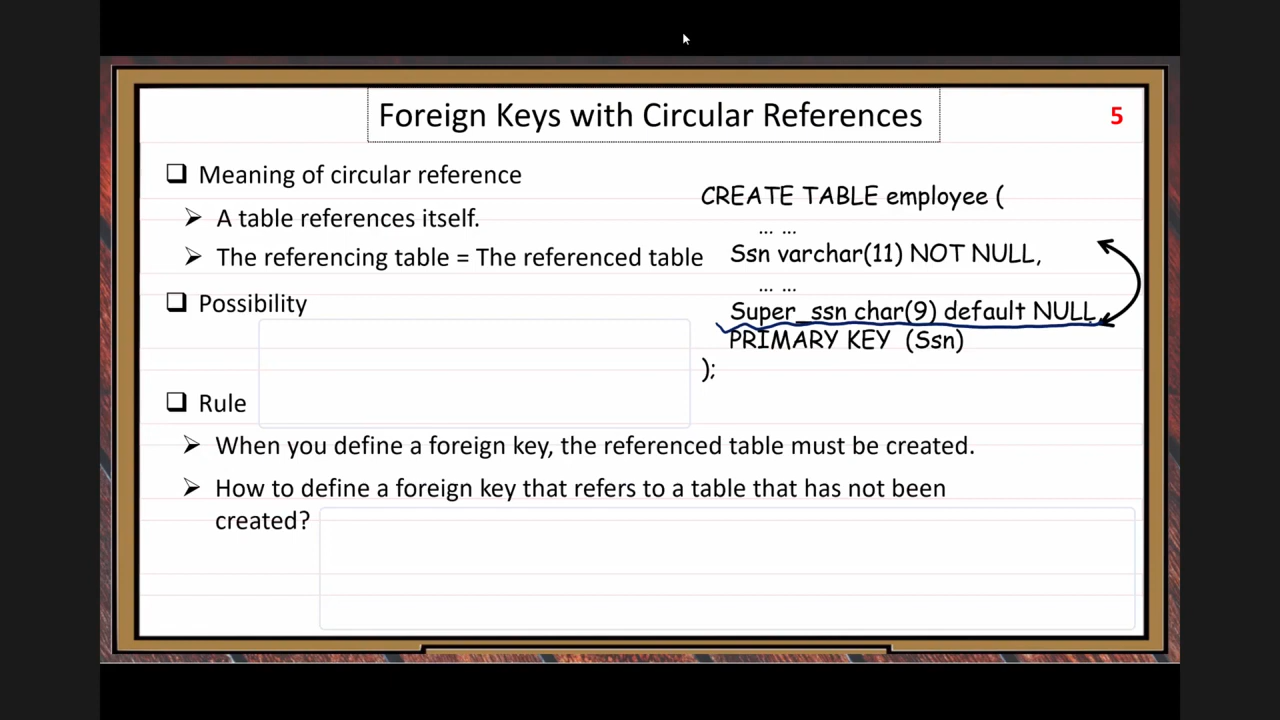 Foreign Keys with Circular References
5
❑ Meaning of circular reference
➢ A table references itself.
➢ The referencing table = The referenced table
❑ Possibility
❑ Rule
➢ When you define a foreign key, the referenced table must be created.
➢ How to define a foreign key that refers to a table that has not been
created?
CREATE TABLE employee (
... ...
Ssn varchar(11) NOT NULL,
... ...
Super_ssn char(9) default NULL,
PRIMARY KEY (Ssn)
);